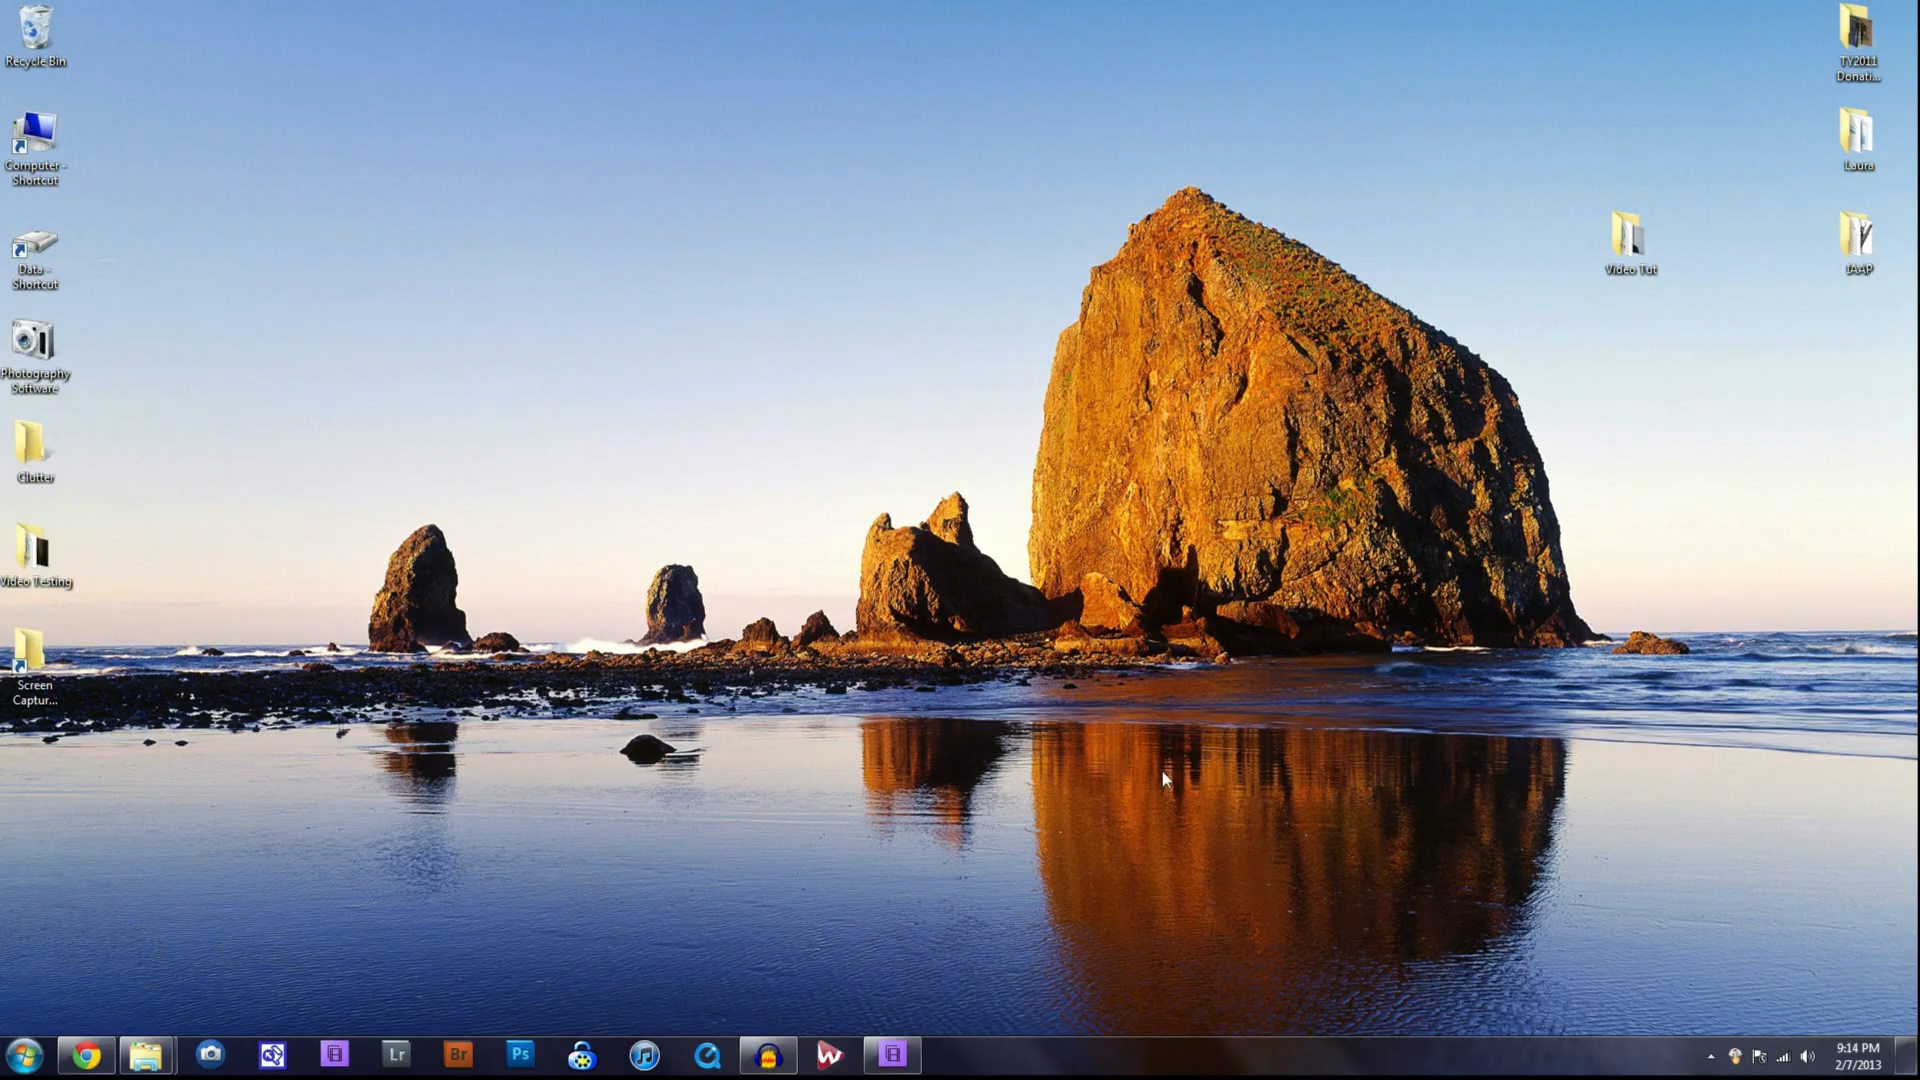 Recycle Bin
Computer -
Shortcut
Data -
Shortcut
Photography
Software
Clutter
Video Testing
Screen
Captur...
TY2011
Donati...
Laura
Video Tut
IAAP
Lr
Br
Ps
9:14 PM
2/7/2013